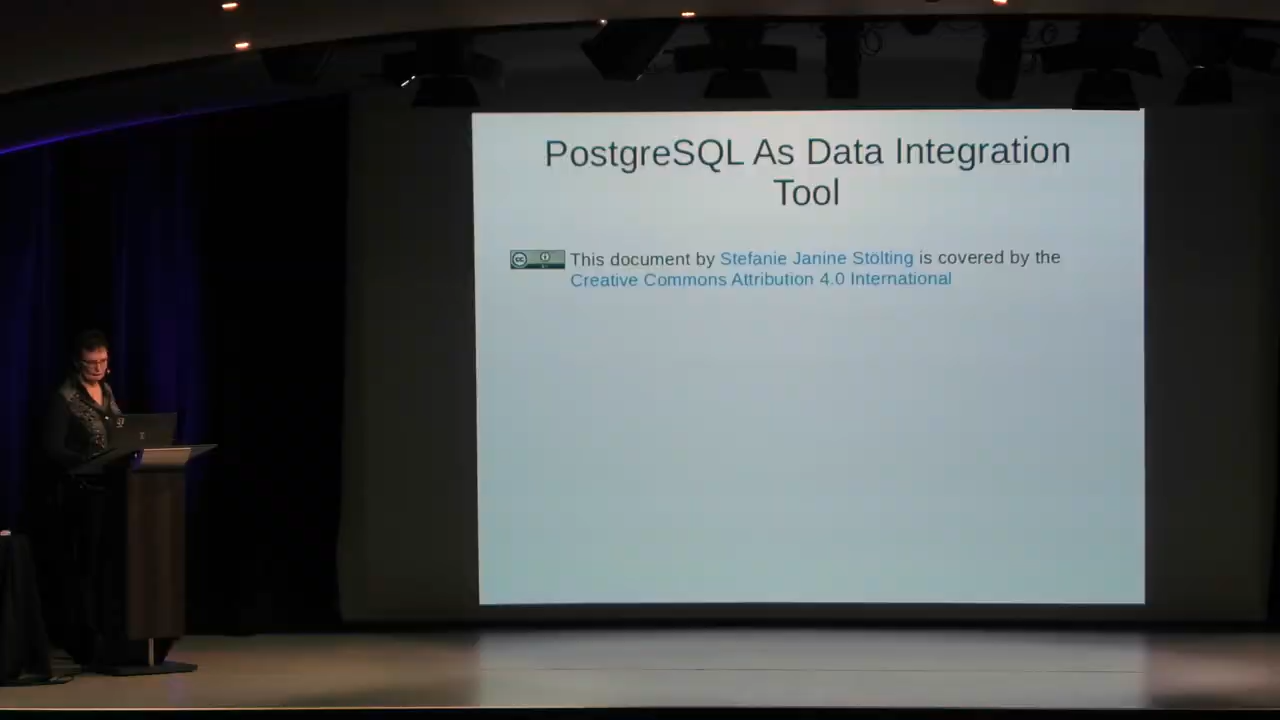 PostgreSQL As Data Integration
Tool
This document by Stefanie Janine Stölting is covered by the
Creative Commons Attribution 4.0 International